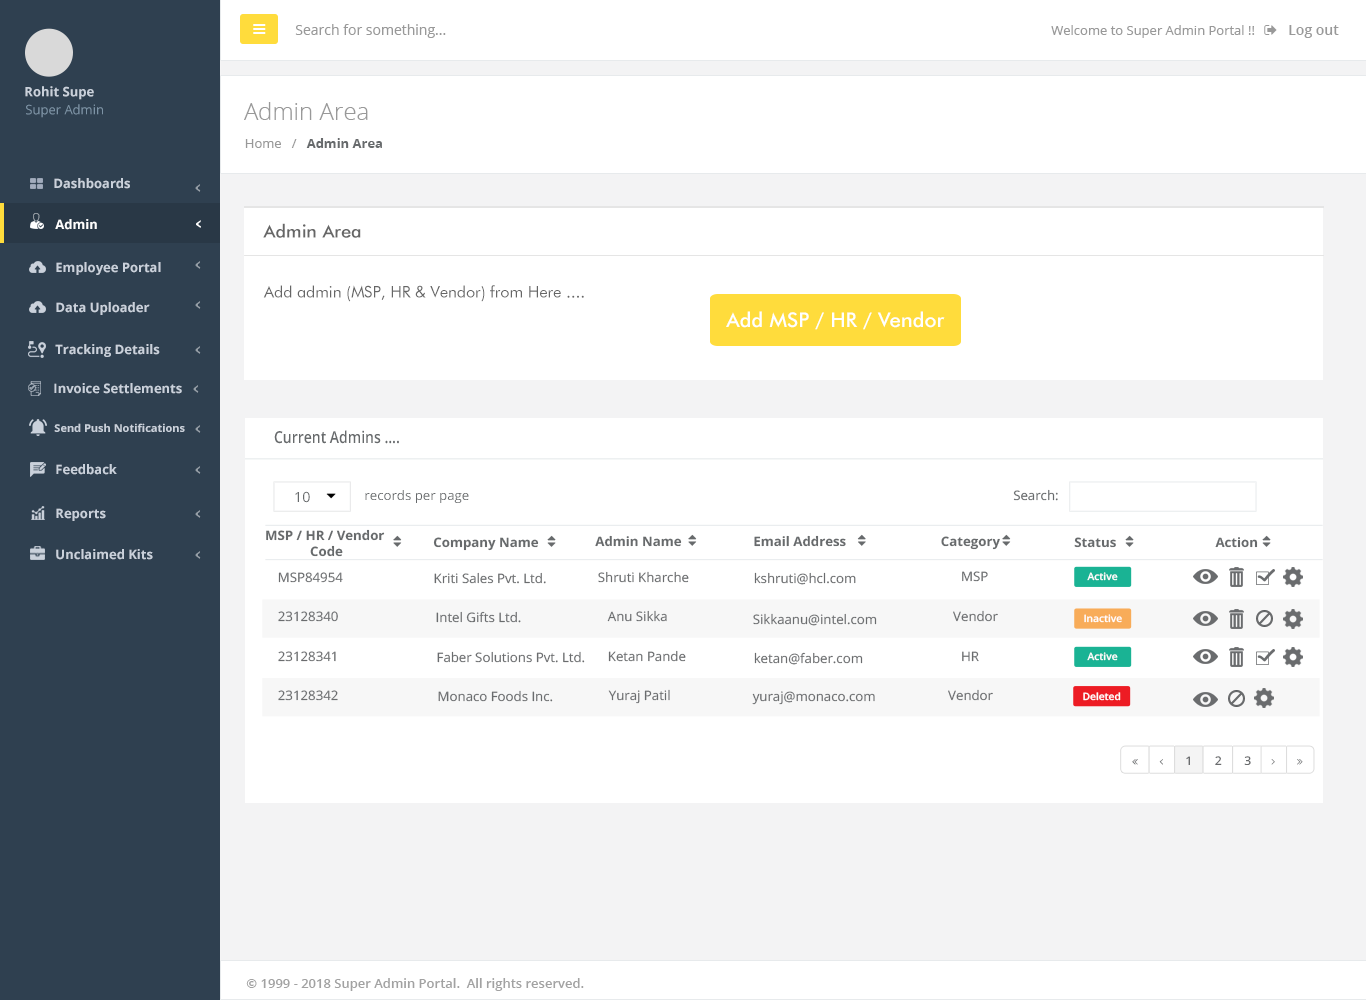 Search for something...
Welcome to Super Admin Portal !! Log out
Rohit Supe
Super Admin
Dashboards
Admin
Employee Portal
Data Uploader
Tracking Details
Invoice Settlements
Send Push Notifications
Feedback
Reports
Unclaimed Kits
Admin Area
Home / Admin Area
Admin Area
Add admin (MSP, HR & Vendor) from Here ....
Add MSP / HR / Vendor
Current Admins ....
10 records per page Search:
MSP / HR / Vendor Code Company Name Admin Name Email Address Category Status Action
MSP84954 Kriti Sales Pvt. Ltd. Shruti Kharche kshruti@hcl.com MSP Active
23128340 Intel Gifts Ltd. Anu Sikka Sikkaanu@intel.com Vendor Inactive
23128341 Faber Solutions Pvt. Ltd. Ketan Pande ketan@faber.com HR Active
23128342 Monaco Foods Inc. Yuraj Patil yuraj@monaco.com Vendor Deleted
« ‹ 1 2 3 › »
© 1999 - 2018 Super Admin Portal. All rights reserved.